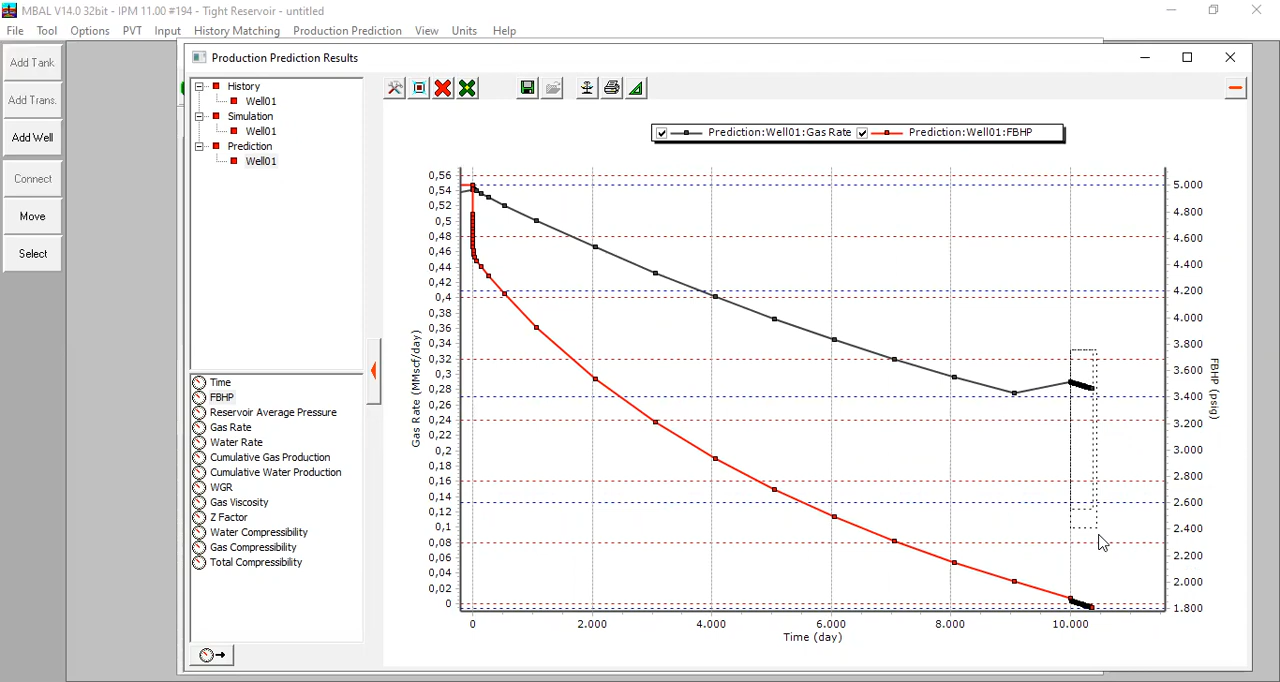 MBAL V14.0 32bit - IPM 11.00 #194 - Tight Reservoir - untitled
File Tool Options PVT Input History Matching Production Prediction View Units Help
Add Tank
Add Trans.
Add Well
Connect
Move
Select
Production Prediction Results
History
Well01
Simulation
Well01
Prediction
Well01
Time
FBHP
Reservoir Average Pressure
Gas Rate
Water Rate
Cumulative Gas Production
Cumulative Water Production
WGR
Gas Viscosity
Z Factor
Water Compressibility
Gas Compressibility
Total Compressibility
Prediction:Well01:Gas Rate Prediction:Well01:FBHP
Gas Rate (MMscf/day)
0,56
0,54
0,52
0,5
0,48
0,46
0,44
0,42
0,4
0,38
0,36
0,34
0,32
0,3
0,28
0,26
0,24
0,22
0,2
0,18
0,16
0,14
0,12
0,1
0,08
0,06
0,04
0,02
0
5.000
4.800
4.600
4.400
4.200
4.000
3.800
3.600
3.400
3.200
3.000
2.800
2.600
2.400
2.200
2.000
1.800
FBHP (psig)
0 2.000 4.000 6.000 8.000 10.000
Time (day)